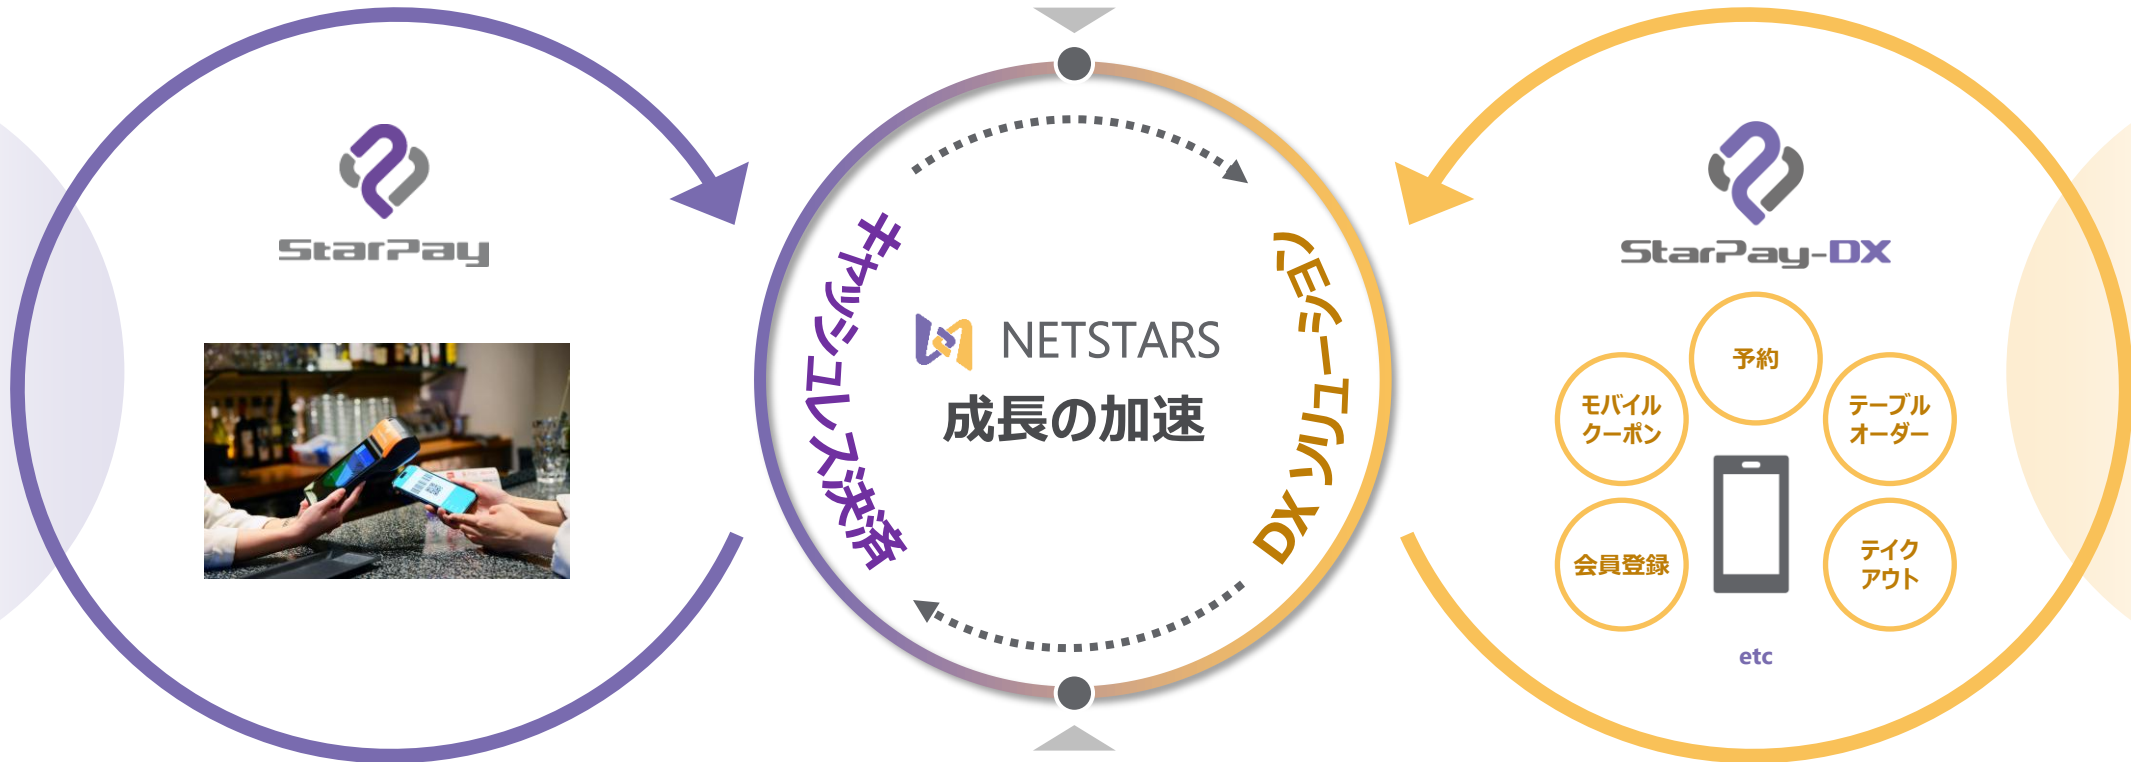 StarPay
キャッシュレス決済
NETSTARS
成長の加速
DX ソリューション
StarPay-DX
予約
モバイル
クーポン
テーブル
オーダー
会員登録
テイク
アウト
etc